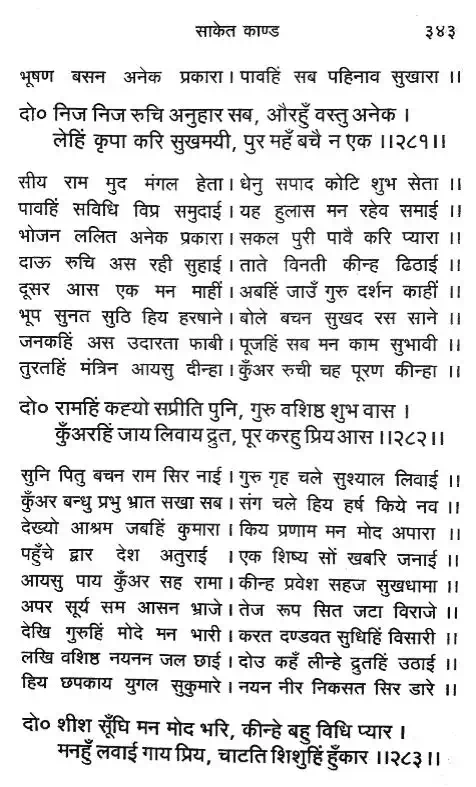 साकेत काण्ड ३४३
भूषण बसन अनेक प्रकारा । पावहिं सब पहिनाव सुखारा ।।
दो० निज निज रुचि अनुहार सब, औरहुँ वस्तु अनेक ।
लेहिं कृपा करि सुखमयी, पुर महँ बचै न एक ।।२८१।।
सीय राम मुद मंगल हेता । धेनु सपाद कोटि शुभ सेता ।।
पावहिं सविधि विप्र समुदाई । यह हुलास मन रहेव समाई ।।
भोजन ललित अनेक प्रकारा । सकल पुरी पावै करि प्यारा ।।
दाऊ रुचि अस रही सुहाई । ताते विनती कीन्ह ढिठाई ।।
दूसर आस एक मन माहीं । अबहिं जाउँ गुरु दर्शन काहीं ।।
भूप सुनत सुठि हिय हरषाने । बोले बचन सुखद रस साने ।।
जनकहिं अस उदारता फाबी । पूजहिं सब मन काम सुभावी ।।
तुरतहिं मंत्रिन आयसु दीन्हा । कुँअर रुची चह पूरण कीन्हा ।।
दो० रामहिं कह्यो सप्रीति पुनि, गुरु वशिष्ठ शुभ वास ।
कुँअरहिं जाय लिवाय द्रुत, पूर करहु प्रिय आस ।।२८२।।
सुनि पितु बचन राम सिर नाई । गुरु गृह चले सुश्याल लिवाई ।।
कुँअर बन्धु प्रभु भ्रात सखा सब । संग चले हिय हर्ष किये नव ।।
देख्यो आश्रम जबहिं कुमारा । किय प्रणाम मन मोद अपारा ।।
पहुँचे द्वार देश अतुराई । एक शिष्य सों खबरि जनाई ।।
आयसु पाय कुँअर सह रामा । कीन्ह प्रवेश सहज सुखधामा ।।
अपर सूर्य सम आसन भ्राजे । तेज रूप सित जटा विराजे ।।
देखि गुरुहिं मोदे मन भारी । करत दण्डवत सुधिहिं विसारी ।।
लखि वशिष्ठ नयनन जल छाई । दोउ कहँ लीन्हे द्रुतहिं उठाई ।।
हिय छपकाय युगल सुकुमारे । नयन नीर निकसत सिर डारे ।।
दो० शीश सूँघि मन मोद भरि, कीन्हे बहु विधि प्यार ।
मनहुँ लवाई गाय प्रिय, चाटति शिशुहिं हुँकार ।।२८३।।